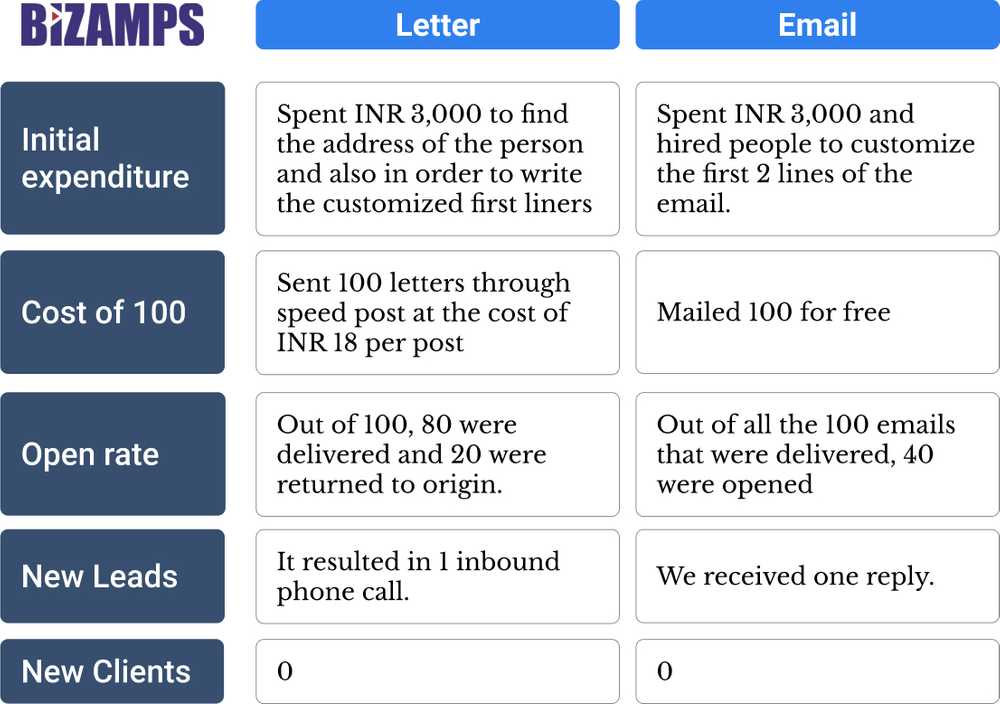 BiZAMPS
Letter
Email
Initial
expenditure
Spent INR 3,000 to find
the address of the person
and also in order to write
the customized first liners
Spent INR 3,000 and
hired people to customize
the first 2 lines of the
email.
Cost of 100
Sent 100 letters through
speed post at the cost of
INR 18 per post
Mailed 100 for free
Open rate
Out of 100, 80 were
delivered and 20 were
returned to origin.
Out of all the 100 emails
that were delivered, 40
were opened
New Leads
It resulted in 1 inbound
phone call.
We received one reply.
New Clients
0
0